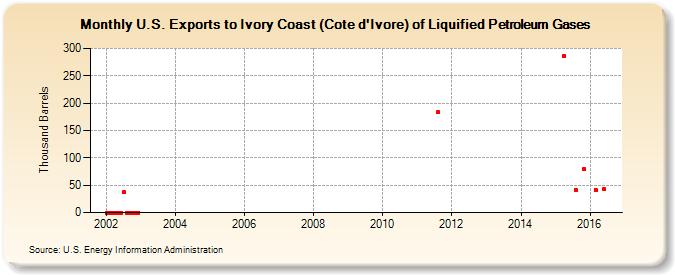 Monthly U.S. Exports to Ivory Coast (Cote d'Ivore) of Liquified Petroleum Gases
Thousand Barrels
300
250
200
150
100
50
0
2002 2004 2006 2008 2010 2012 2014 2016
Source: U.S. Energy Information Administration